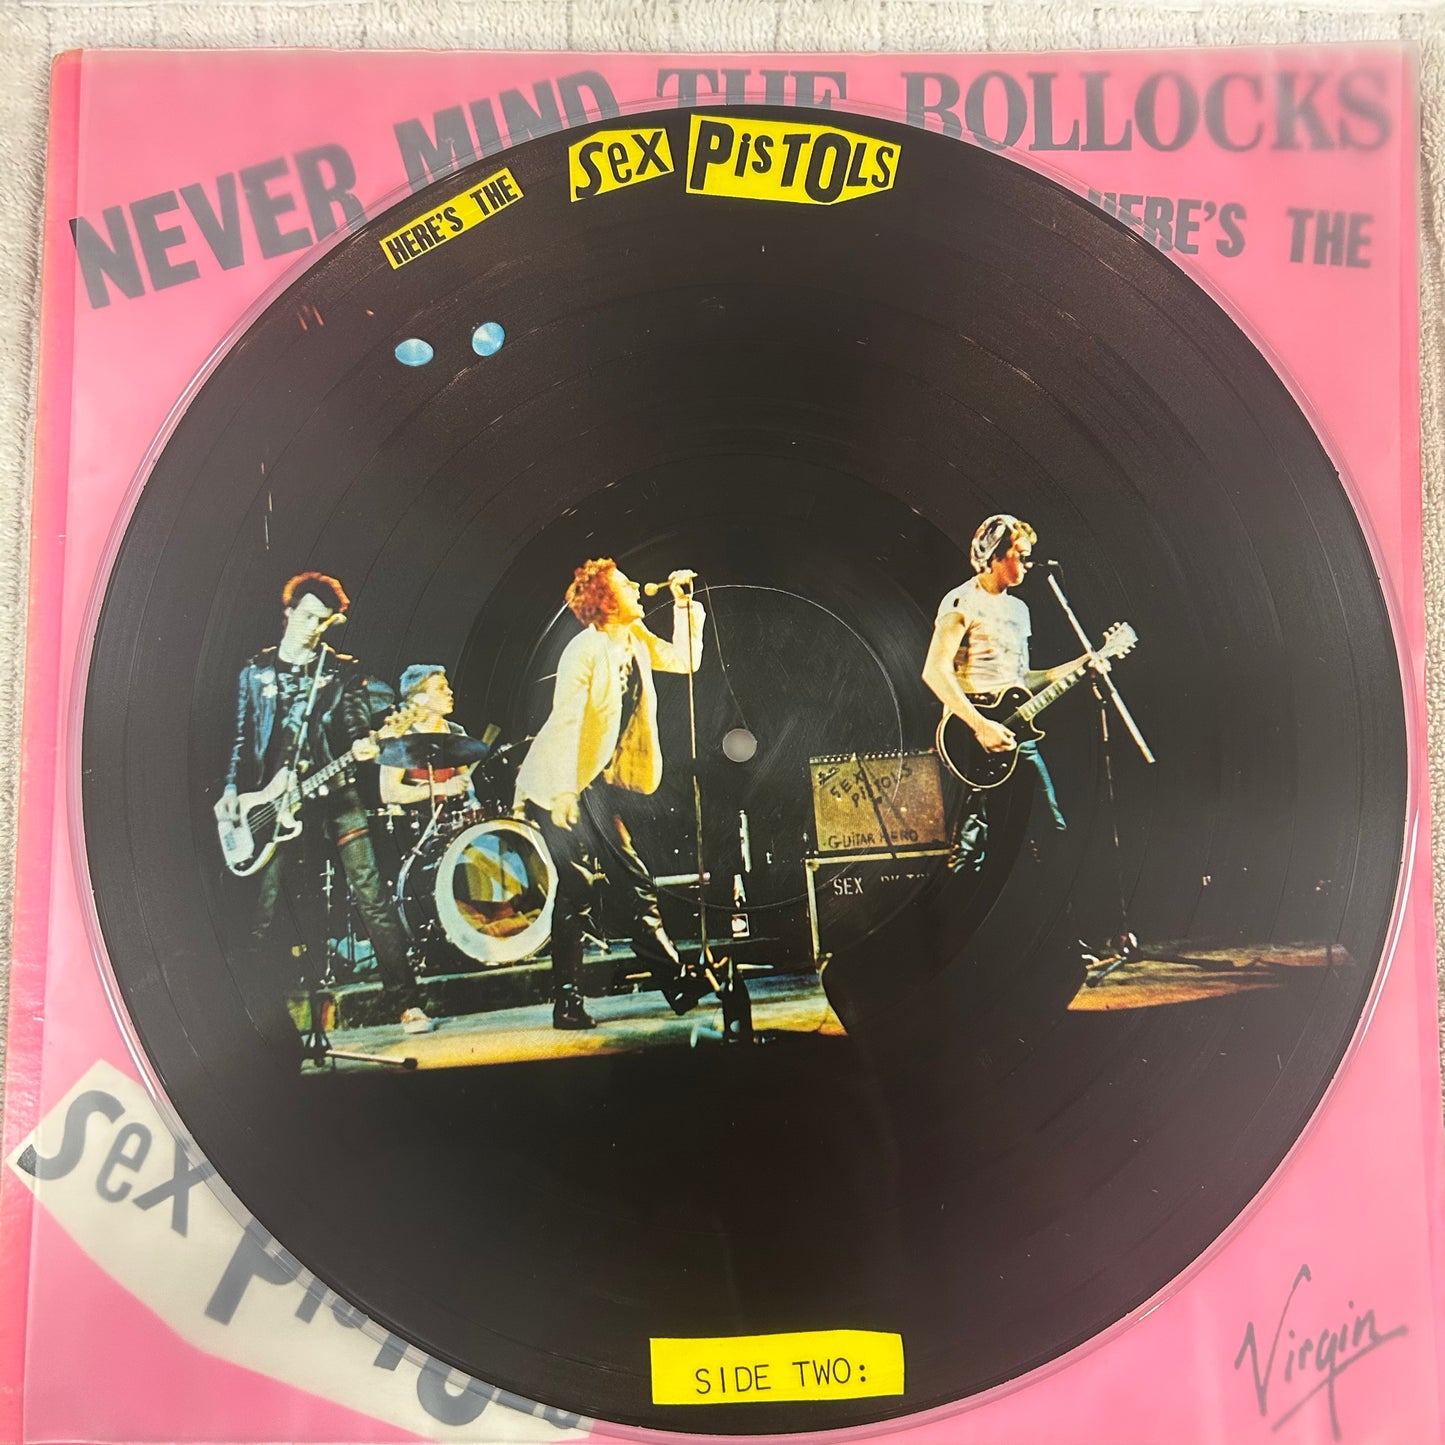 NEVER MIND THE BOLLOCKS
HERE'S THE
HERE'S THE
Sex PiSTOLS
SEX
PiSTOLS
GUiTAR HERO
SEX
Sex
SIDE TWO:
Virgin